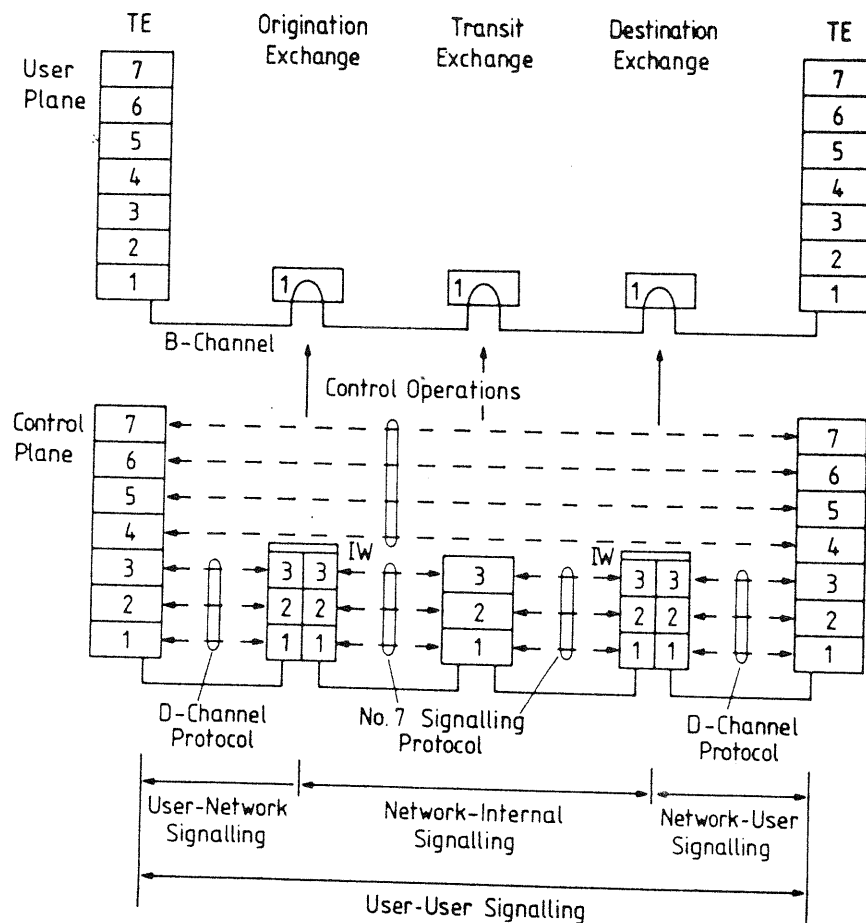 TE Origination Exchange Transit Exchange Destination Exchange TE
User Plane
7 7
6 6
5 5
4 4
3 3
2 2
1 1 1 1 1
B-Channel
Control Operations
Control Plane
7 7
6 6
5 5
4 IW IW 4
3 3 3 3 3 3 3
2 2 2 2 2 2 2
1 1 1 1 1 1 1
D-Channel Protocol No. 7 Signalling Protocol D-Channel Protocol
User-Network Signalling Network-Internal Signalling Network-User Signalling
User-User Signalling